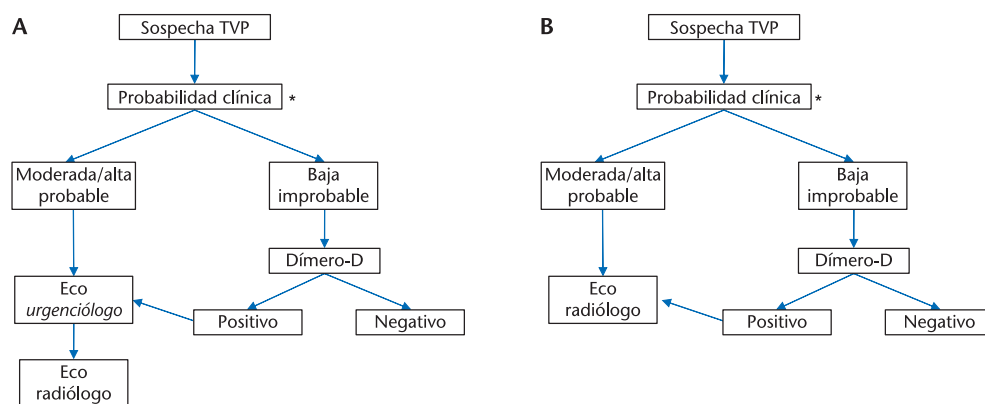 A
Sospecha TVP
Probabilidad clínica *
Moderada/alta
probable
Baja
improbable
Dímero-D
Eco
urgenciólogo
Positivo
Negativo
Eco
radiólogo
B
Sospecha TVP
Probabilidad clínica *
Moderada/alta
probable
Baja
improbable
Dímero-D
Eco
radiólogo
Positivo
Negativo